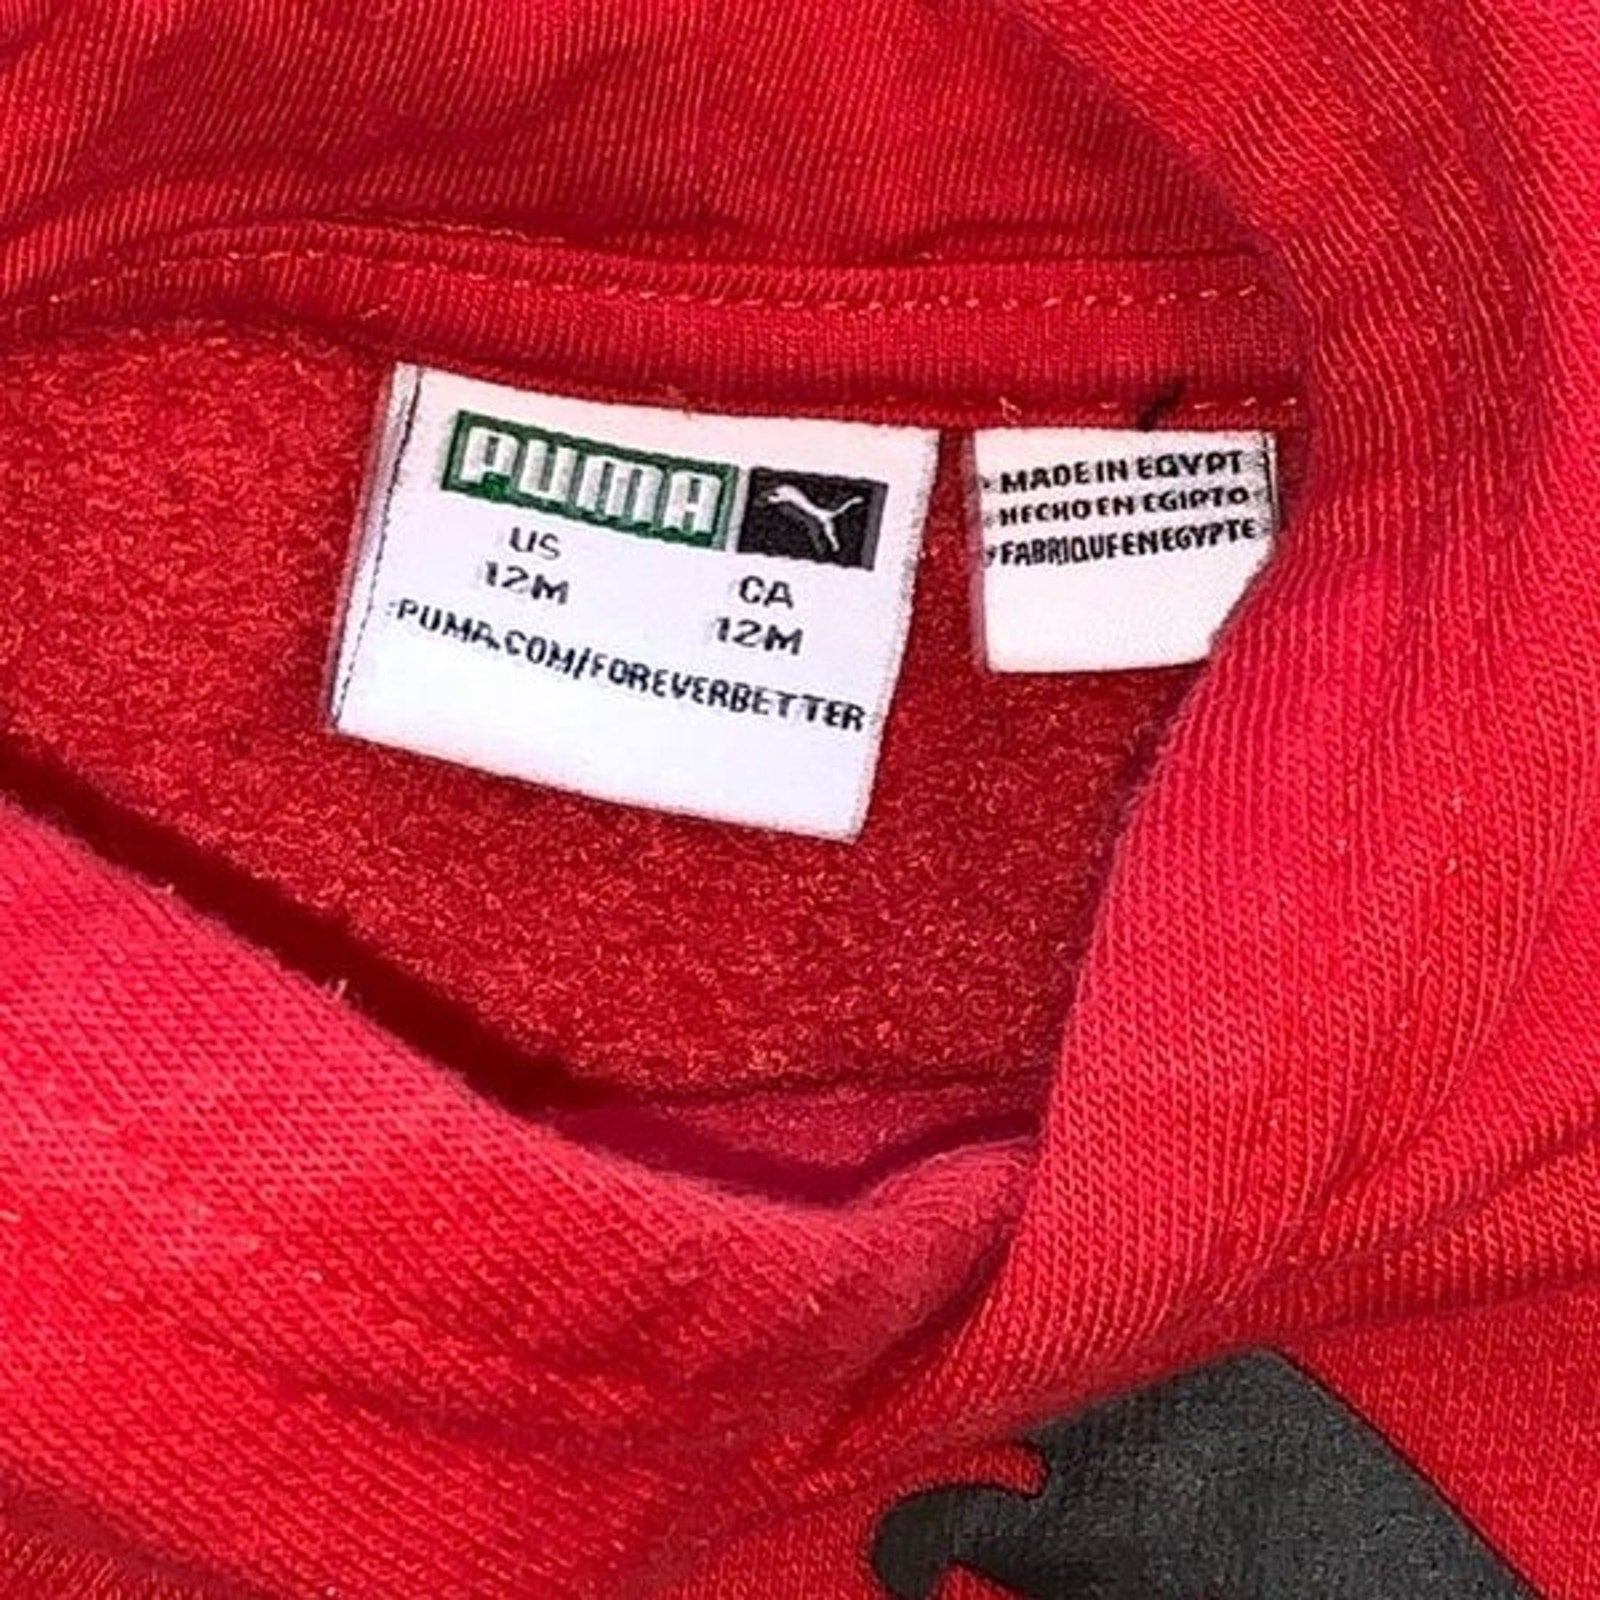 PUMA
US
12M
CA
12M
PUMA.COM/FOREVERBETTER
MADE IN EGYPT
HECHO EN EGIPTO
FABRIQUE EN EGYPTE